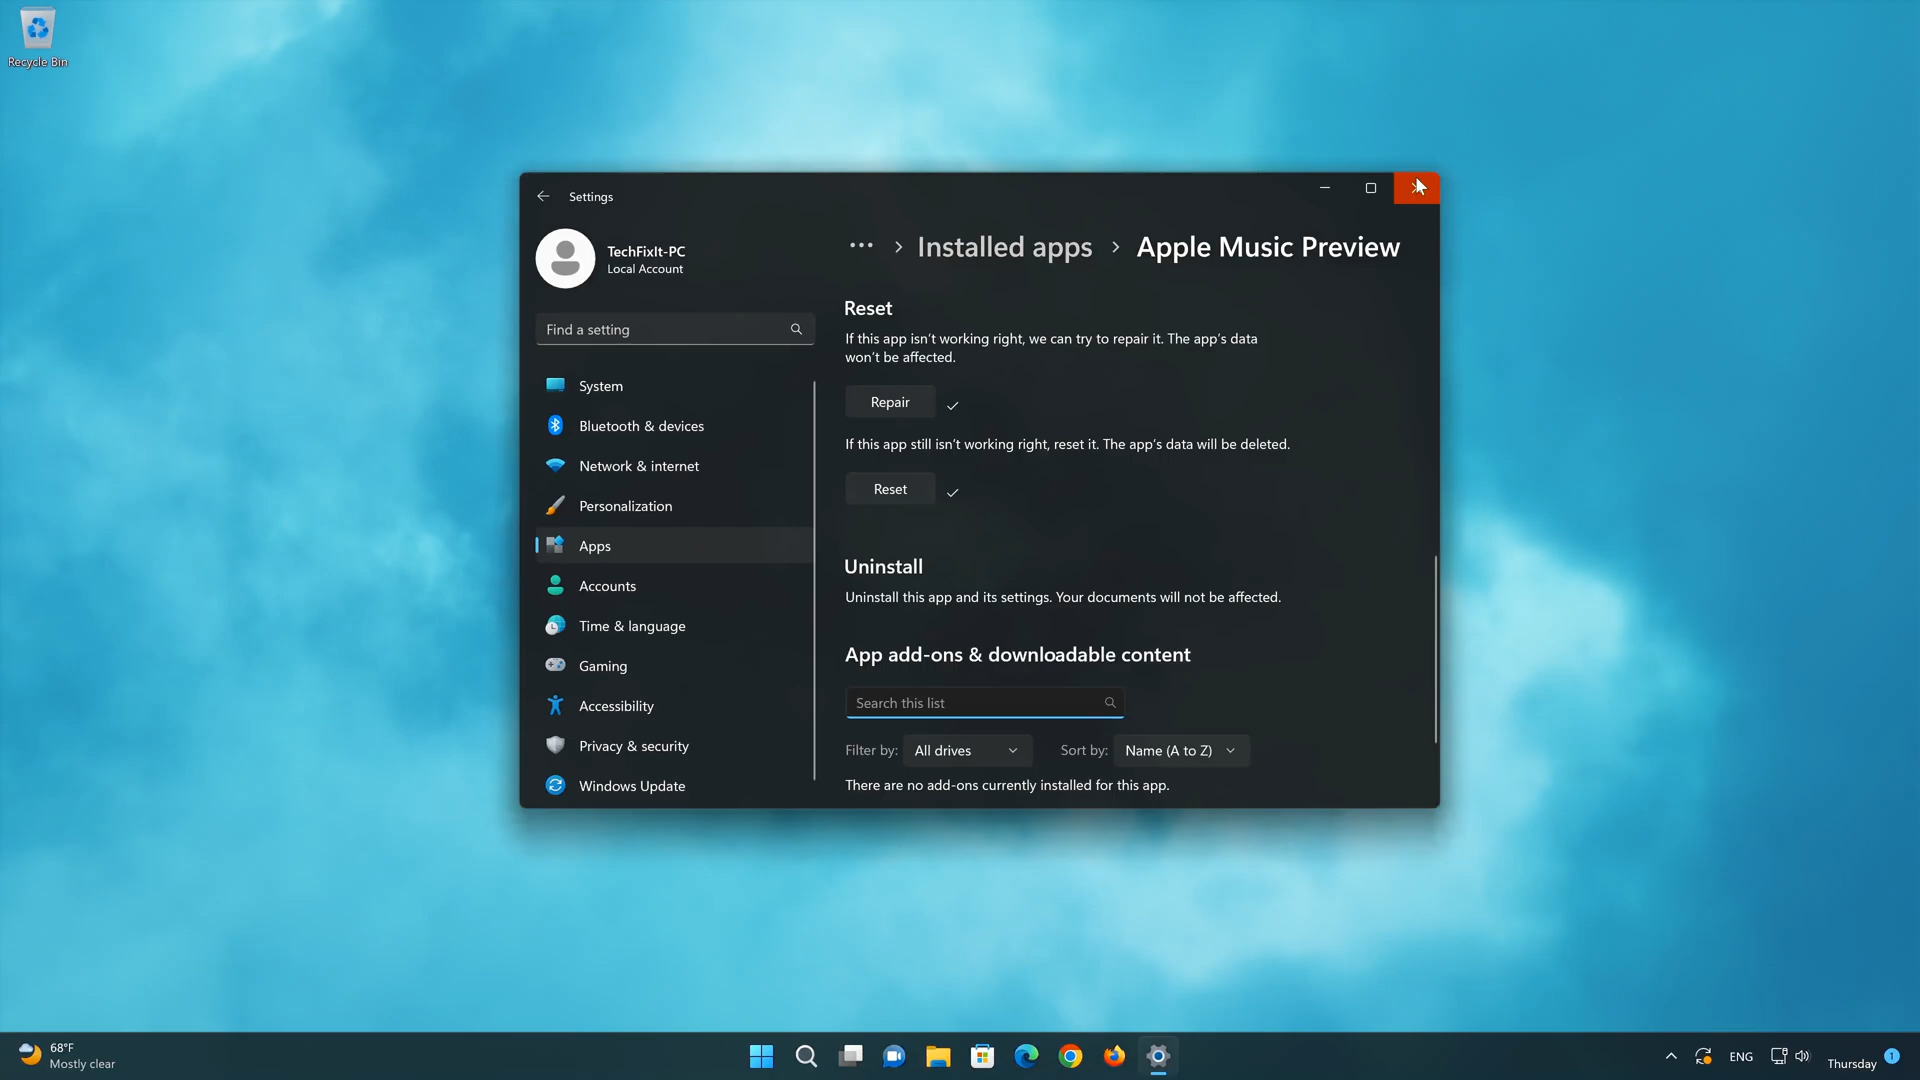 Recycle Bin
Settings
TechFixIt-PC
Local Account
Find a setting
System
Bluetooth & devices
Network & internet
Personalization
Apps
Accounts
Time & language
Gaming
Accessibility
Privacy & security
Windows Update
... > Installed apps > Apple Music Preview
Reset
If this app isn't working right, we can try to repair it. The app's data
won't be affected.
Repair
If this app still isn't working right, reset it. The app's data will be deleted.
Reset
Uninstall
Uninstall this app and its settings. Your documents will not be affected.
App add-ons & downloadable content
Search this list
Filter by: All drives Sort by: Name (A to Z)
There are no add-ons currently installed for this app.
68°F
Mostly clear
ENG
Thursday 1